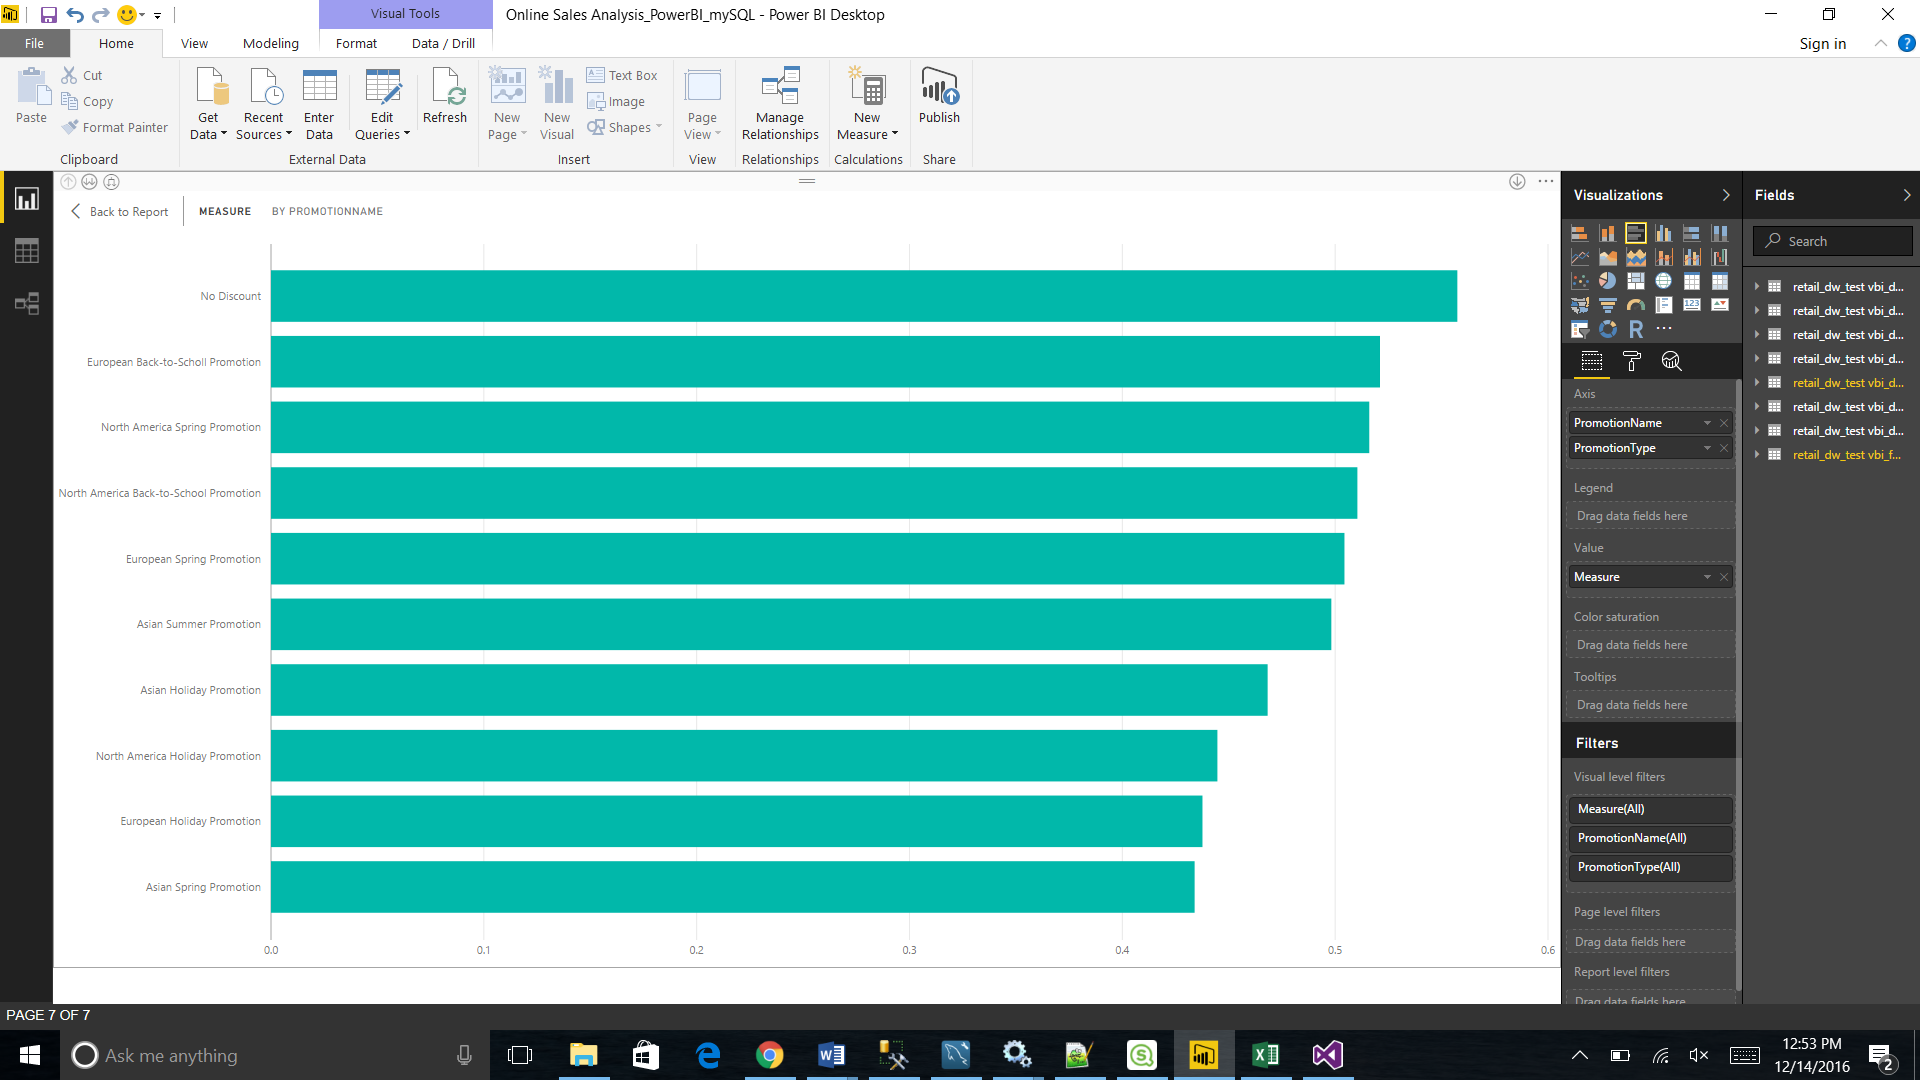 Visual Tools
Online Sales Analysis_PowerBI_mySQL - Power BI Desktop
File
Home
View
Modeling
Format
Data / Drill
Sign in
?
Paste
Cut
Copy
Format Painter
Clipboard
Get
Data
Recent
Sources
Enter
Data
Edit
Queries
Refresh
External Data
New
Page
New
Visual
Text Box
Image
Shapes
Insert
Page
View
View
Manage
Relationships
Relationships
New
Measure
Calculations
Publish
Share
Back to Report
MEASURE
BY PROMOTIONNAME
No Discount
European Back-to-Scholl Promotion
North America Spring Promotion
North America Back-to-School Promotion
European Spring Promotion
Asian Summer Promotion
Asian Holiday Promotion
North America Holiday Promotion
European Holiday Promotion
Asian Spring Promotion
0.0
0.1
0.2
0.3
0.4
0.5
0.6
Visualizations
123
R
Axis
PromotionName
PromotionType
Legend
Drag data fields here
Value
Measure
Color saturation
Drag data fields here
Tooltips
Drag data fields here
Filters
Visual level filters
Measure(All)
PromotionName(All)
PromotionType(All)
Page level filters
Drag data fields here
Report level filters
Drag data fields here
Fields
Search
retail_dw_test vbi_d...
retail_dw_test vbi_d...
retail_dw_test vbi_d...
retail_dw_test vbi_d...
retail_dw_test vbi_d...
retail_dw_test vbi_d...
retail_dw_test vbi_d...
retail_dw_test vbi_f...
PAGE 7 OF 7
Ask me anything
12:53 PM
12/14/2016
2